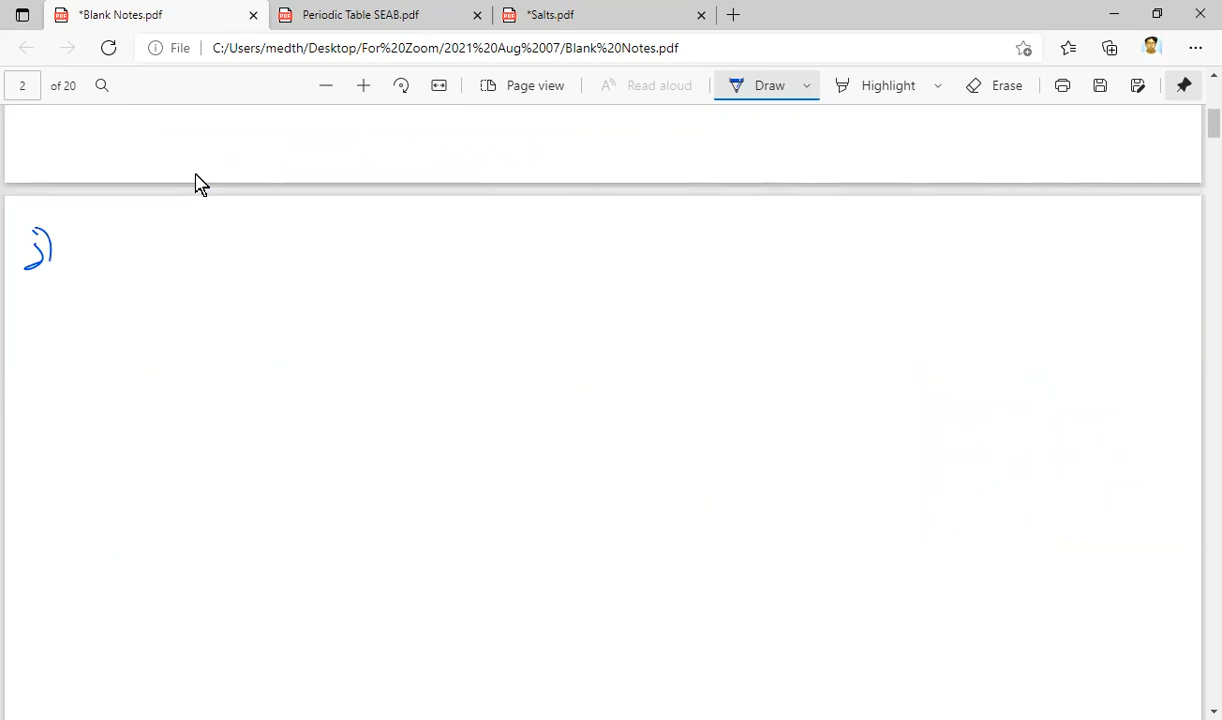 *Blank Notes.pdf
Periodic Table SEAB.pdf
*Salts.pdf
File
C:/Users/medth/Desktop/For%20Zoom/2021%20Aug%2007/Blank%20Notes.pdf
2 of 20
Page view
Read aloud
Draw
Highlight
Erase
j)